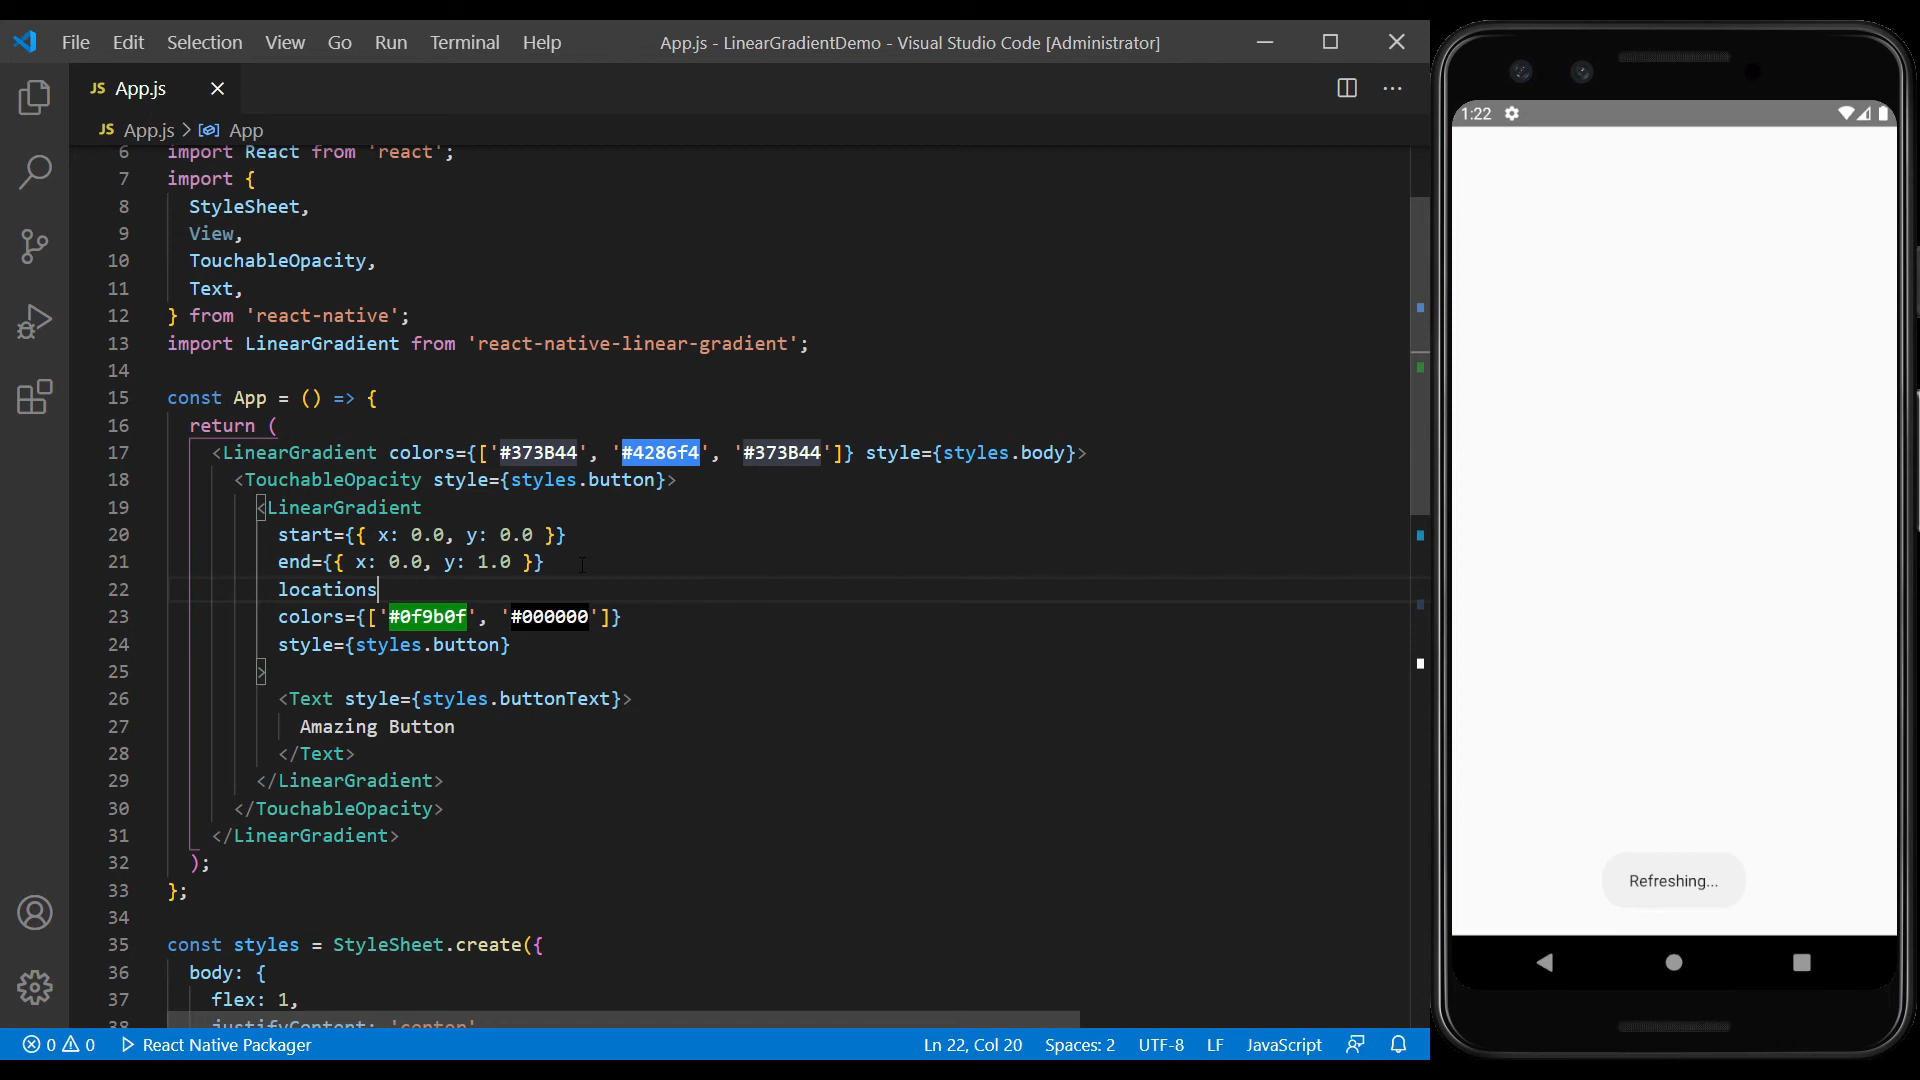 File Edit Selection View Go Run Terminal Help App.js - LinearGradientDemo - Visual Studio Code [Administrator]
JS App.js
JS App.js > App
6 import React from 'react';
7 import {
8 StyleSheet,
9 View,
10 TouchableOpacity,
11 Text,
12 } from 'react-native';
13 import LinearGradient from 'react-native-linear-gradient';
14
15 const App = () => {
16 return (
17 <LinearGradient colors={['#373B44', '#4286f4', '#373B44']} style={styles.body}>
18 <TouchableOpacity style={styles.button}>
19 <LinearGradient
20 start={{ x: 0.0, y: 0.0 }}
21 end={{ x: 0.0, y: 1.0 }}
22 locations
23 colors={['#0f9b0f', '#000000']}
24 style={styles.button}
25 >
26 <Text style={styles.buttonText}>
27 Amazing Button
28 </Text>
29 </LinearGradient>
30 </TouchableOpacity>
31 </LinearGradient>
32 );
33 };
34
35 const styles = StyleSheet.create({
36 body: {
37 flex: 1,
38 justifyContent: 'center'
0 0 React Native Packager Ln 22, Col 20 Spaces: 2 UTF-8 LF JavaScript
1:22
Refreshing...